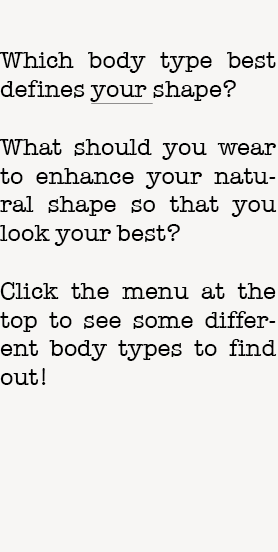 Which body type best
defines your shape?
What should you wear
to enhance your natu-
ral shape so that you
look your best?
Click the menu at the
top to see some differ-
ent body types to find
out!